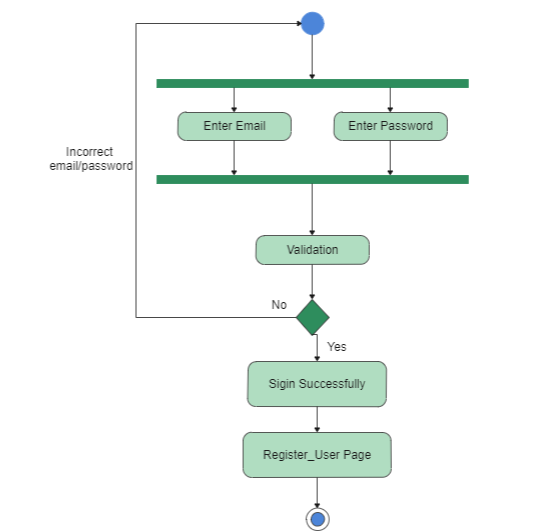 Enter Email
Enter Password
Incorrect
email/password
Validation
No
Yes
Sigin Successfully
Register_User Page